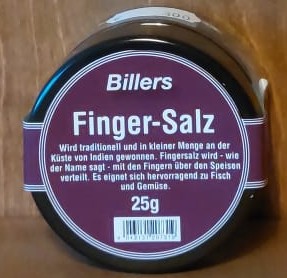 Billers
Finger-Salz
Wird traditionell und in kleiner Menge an der
Küste von Indien gewonnen. Fingersalz wird - wie
der Name sagt - mit den Fingern über den Speisen
verteilt. Es eignet sich hervorragend zu Fisch
und Gemüse.
25g